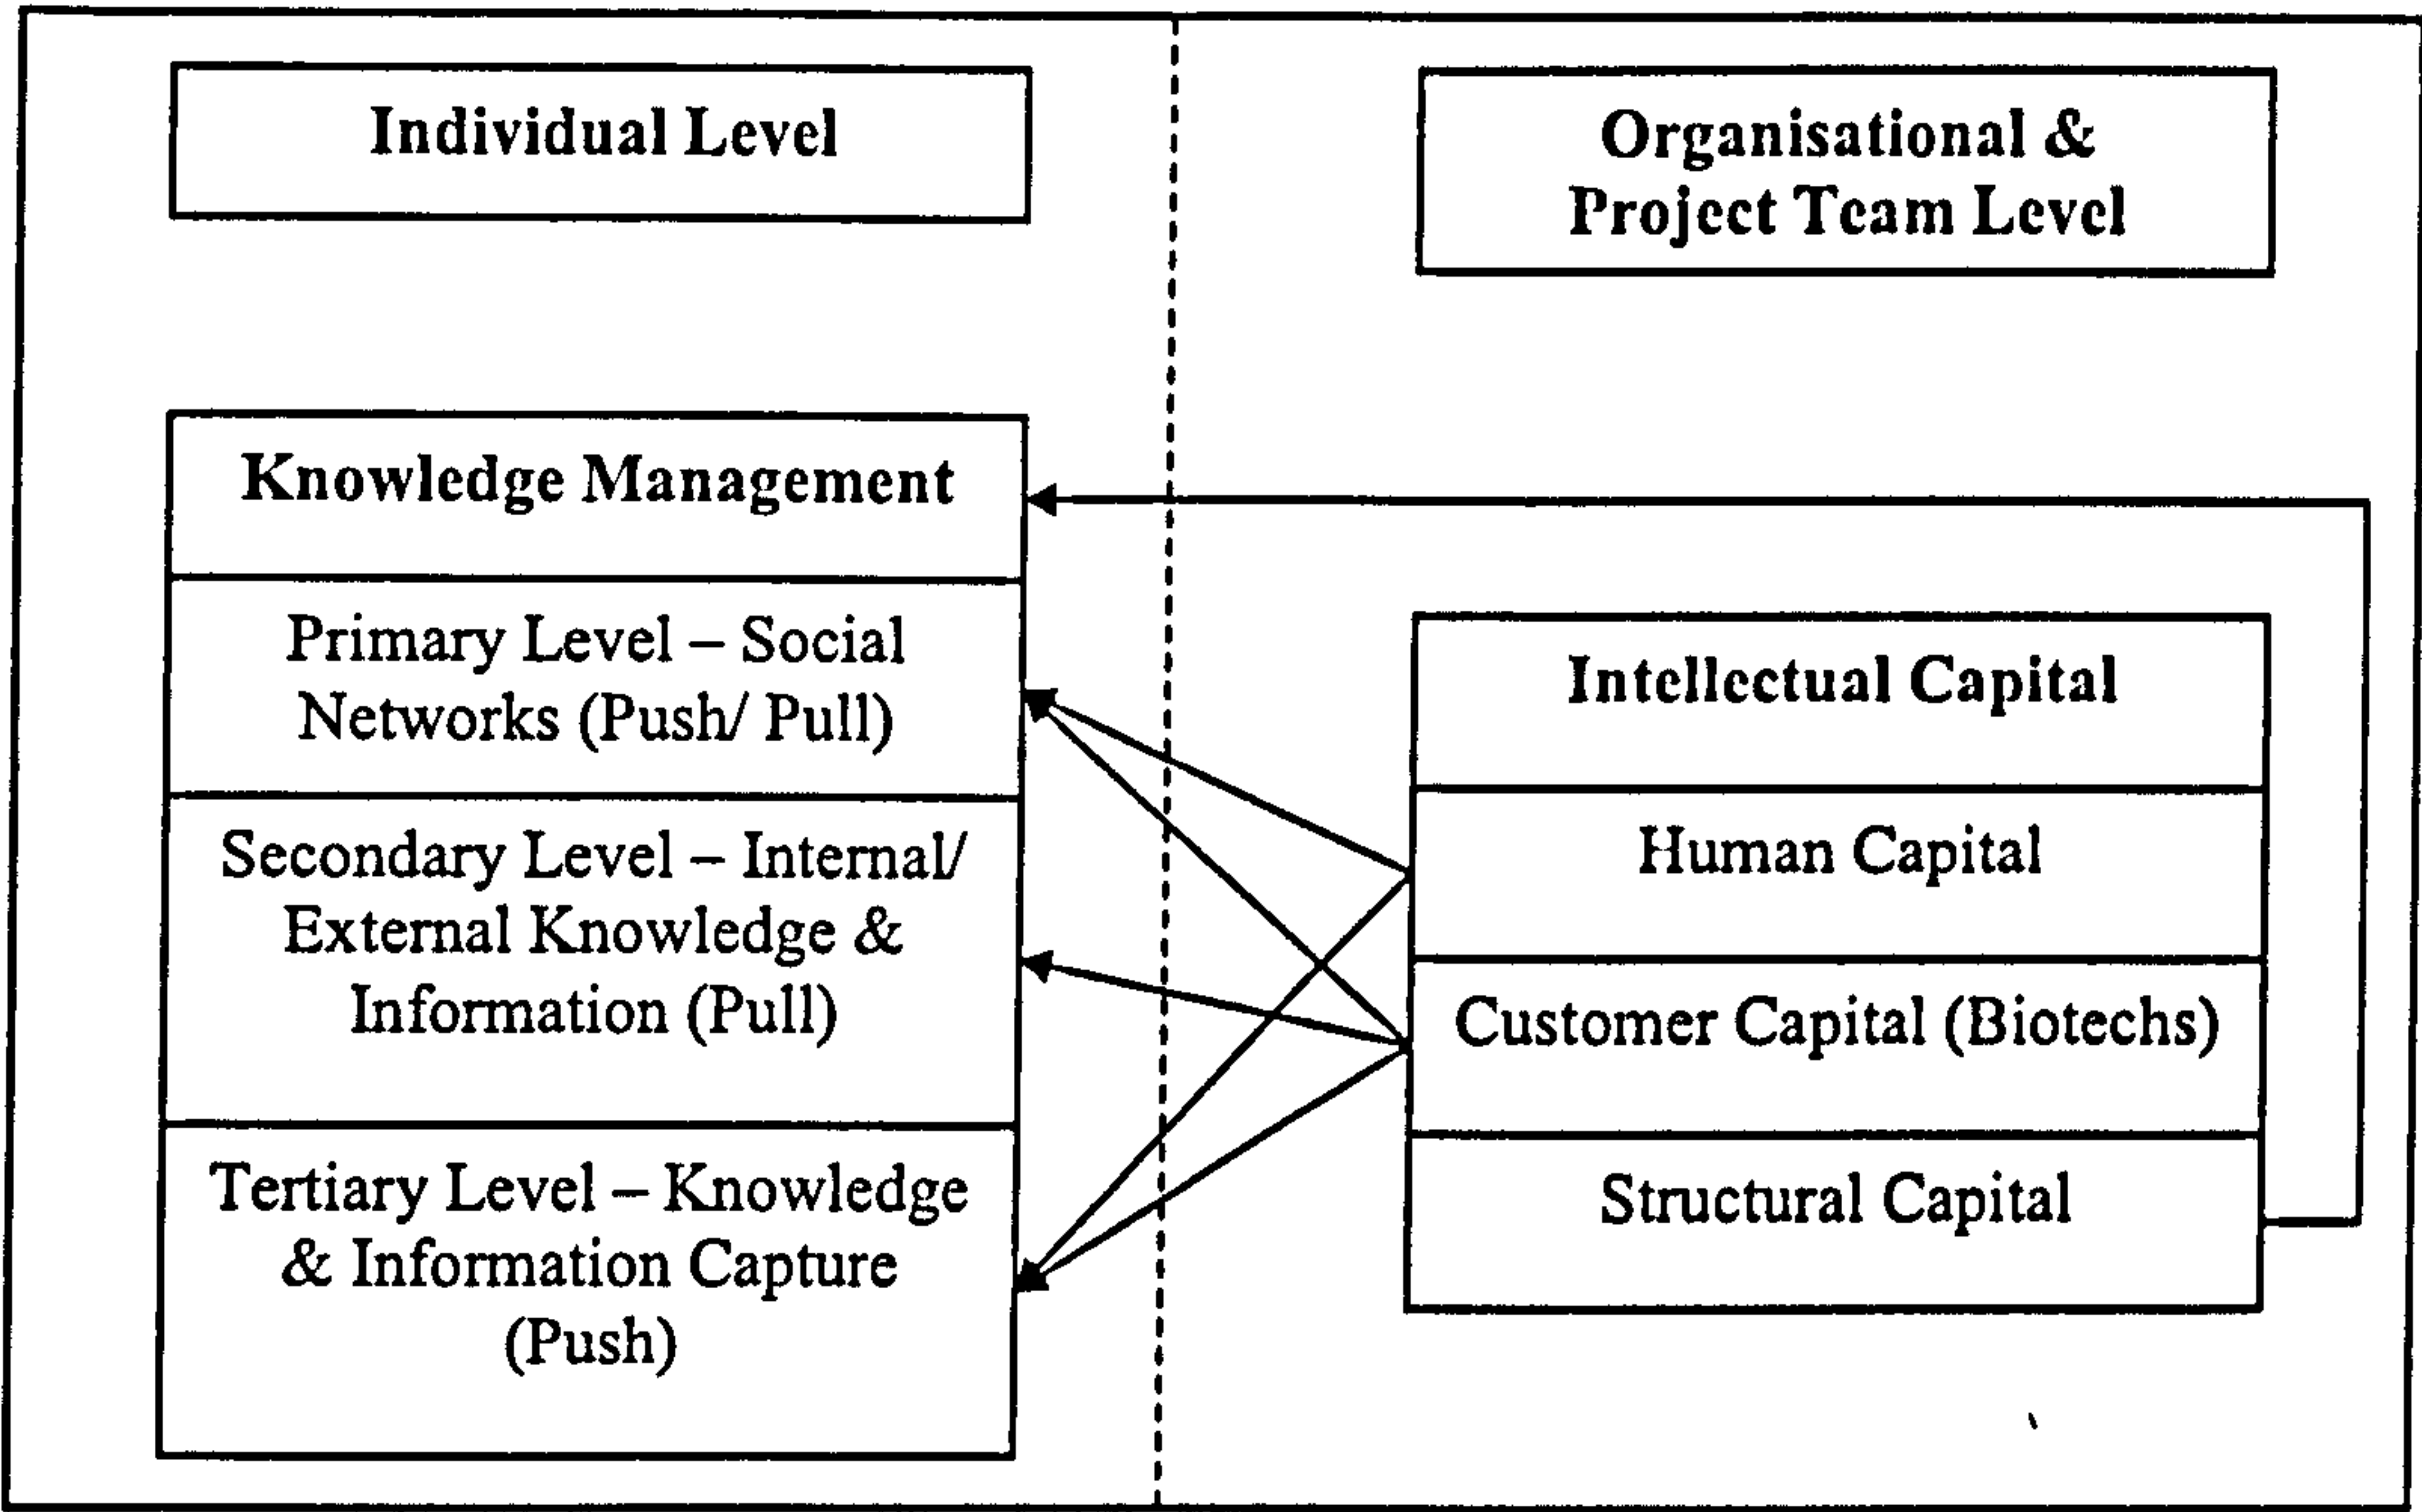 Individual Level
Organisational &
Project Team Level
Knowledge Management
Primary Level – Social
Networks (Push/ Pull)
Secondary Level – Internal/
External Knowledge &
Information (Pull)
Tertiary Level – Knowledge
& Information Capture
(Push)
Intellectual Capital
Human Capital
Customer Capital (Biotechs)
Structural Capital